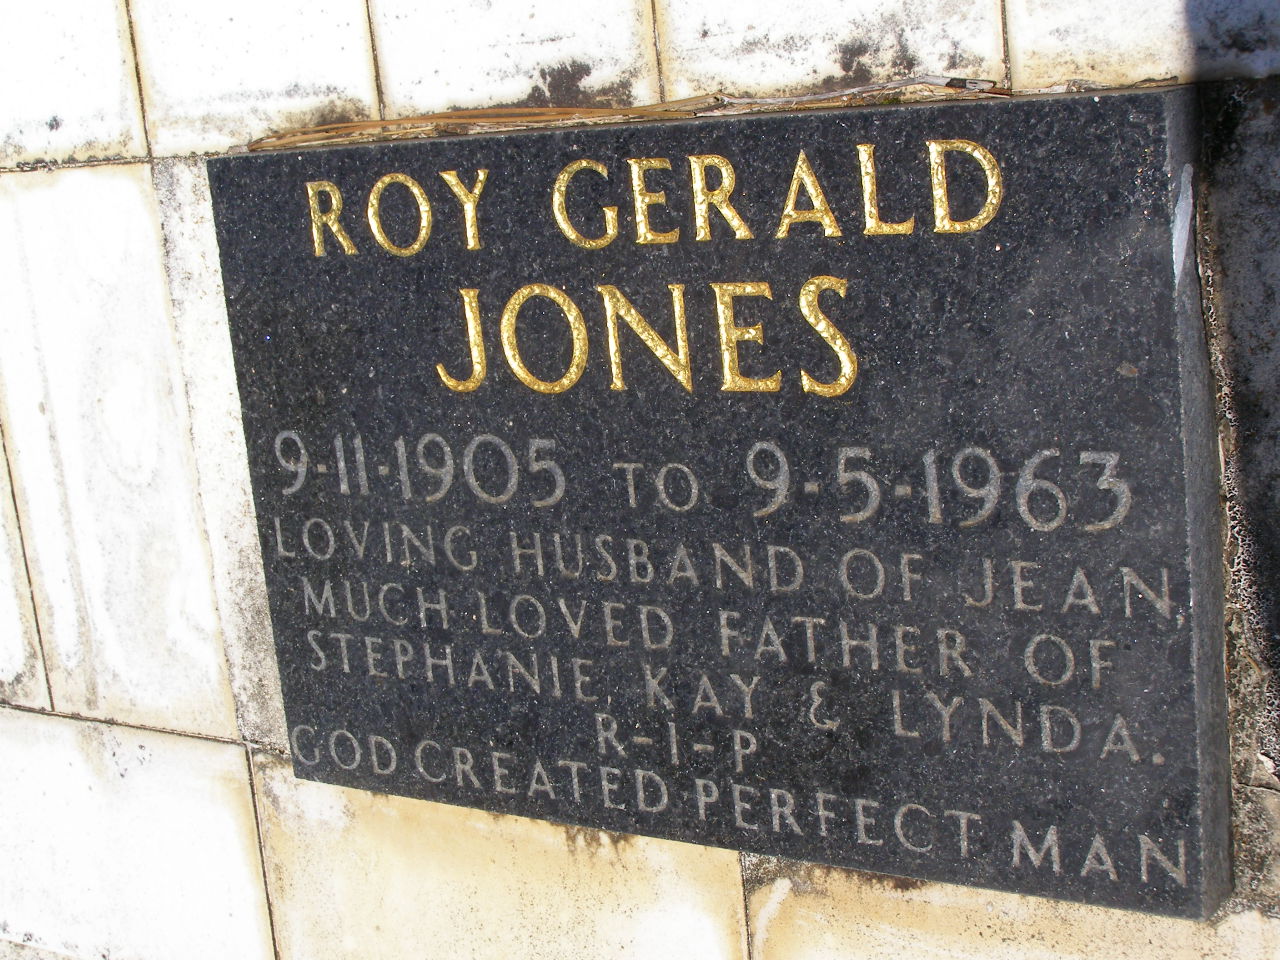 ROY GERALD
JONES
9-11-1905 TO 9-5-1963
LOVING HUSBAND OF JEAN
MUCH LOVED FATHER OF
STEPHANIE, KAY & LYNDA.
R-I-P
GOD CREATED PERFECT MAN